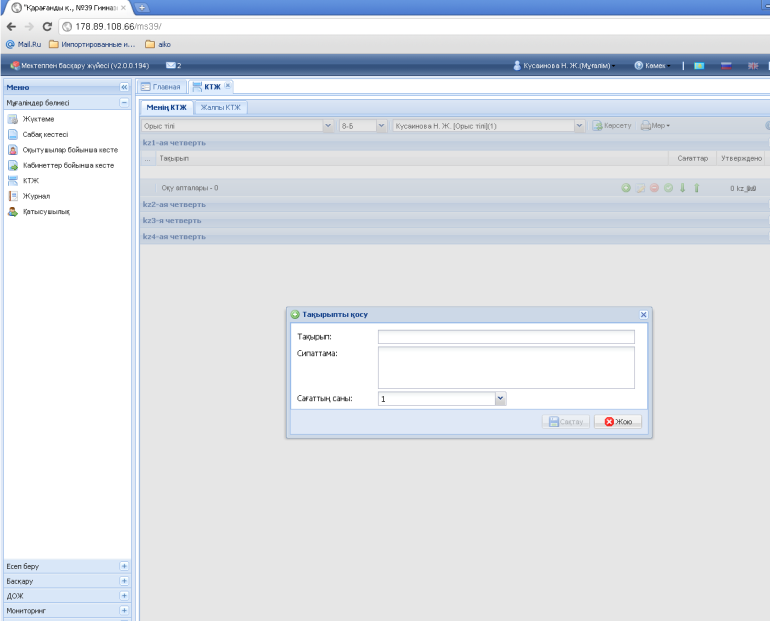 "Қарағанды қ., №39 Гимназ
178.89.108.66/ms39/
Mail.Ru Импортированные и... aiko
Мектеппен басқару жүйесі (v2.0.0.194) 2 Кусаинова Н. Ж.(Мұғалім) Көмек
Меню Главная КТЖ
Мұғалімдер бөлмесі Менің КТЖ Жалпы КТЖ
Жүктеме
Сабақ кестесі
Оқытушылар бойынша кесте
Кабинеттер бойынша кесте
КТЖ
Журнал
Қатысушылық
Орыс тілі 8-Б Кусаинова Н. Ж. [Орыс тілі](1) Көрсету Мөр
kz1-ая четверть
... Тақырып Сағаттар Утверждено
Оқу апталары - 0 0 kz_
kz2-ая четверть
kz3-я четверть
kz4-ая четверть
Тақырыпты қосу
Тақырып:
Сипаттама:
Сағаттың саны: 1
Сақтау Жою
Есеп беру
Басқару
ДОЖ
Мониторинг